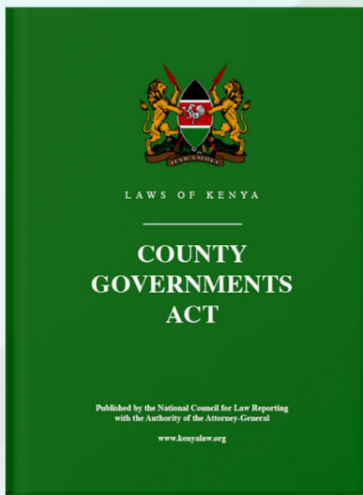 HARAMBEE
LAWS OF KENYA
COUNTY
GOVERNMENTS
ACT
Published by the National Council for Law Reporting
with the Authority of the Attorney-General
www.kenyalaw.org